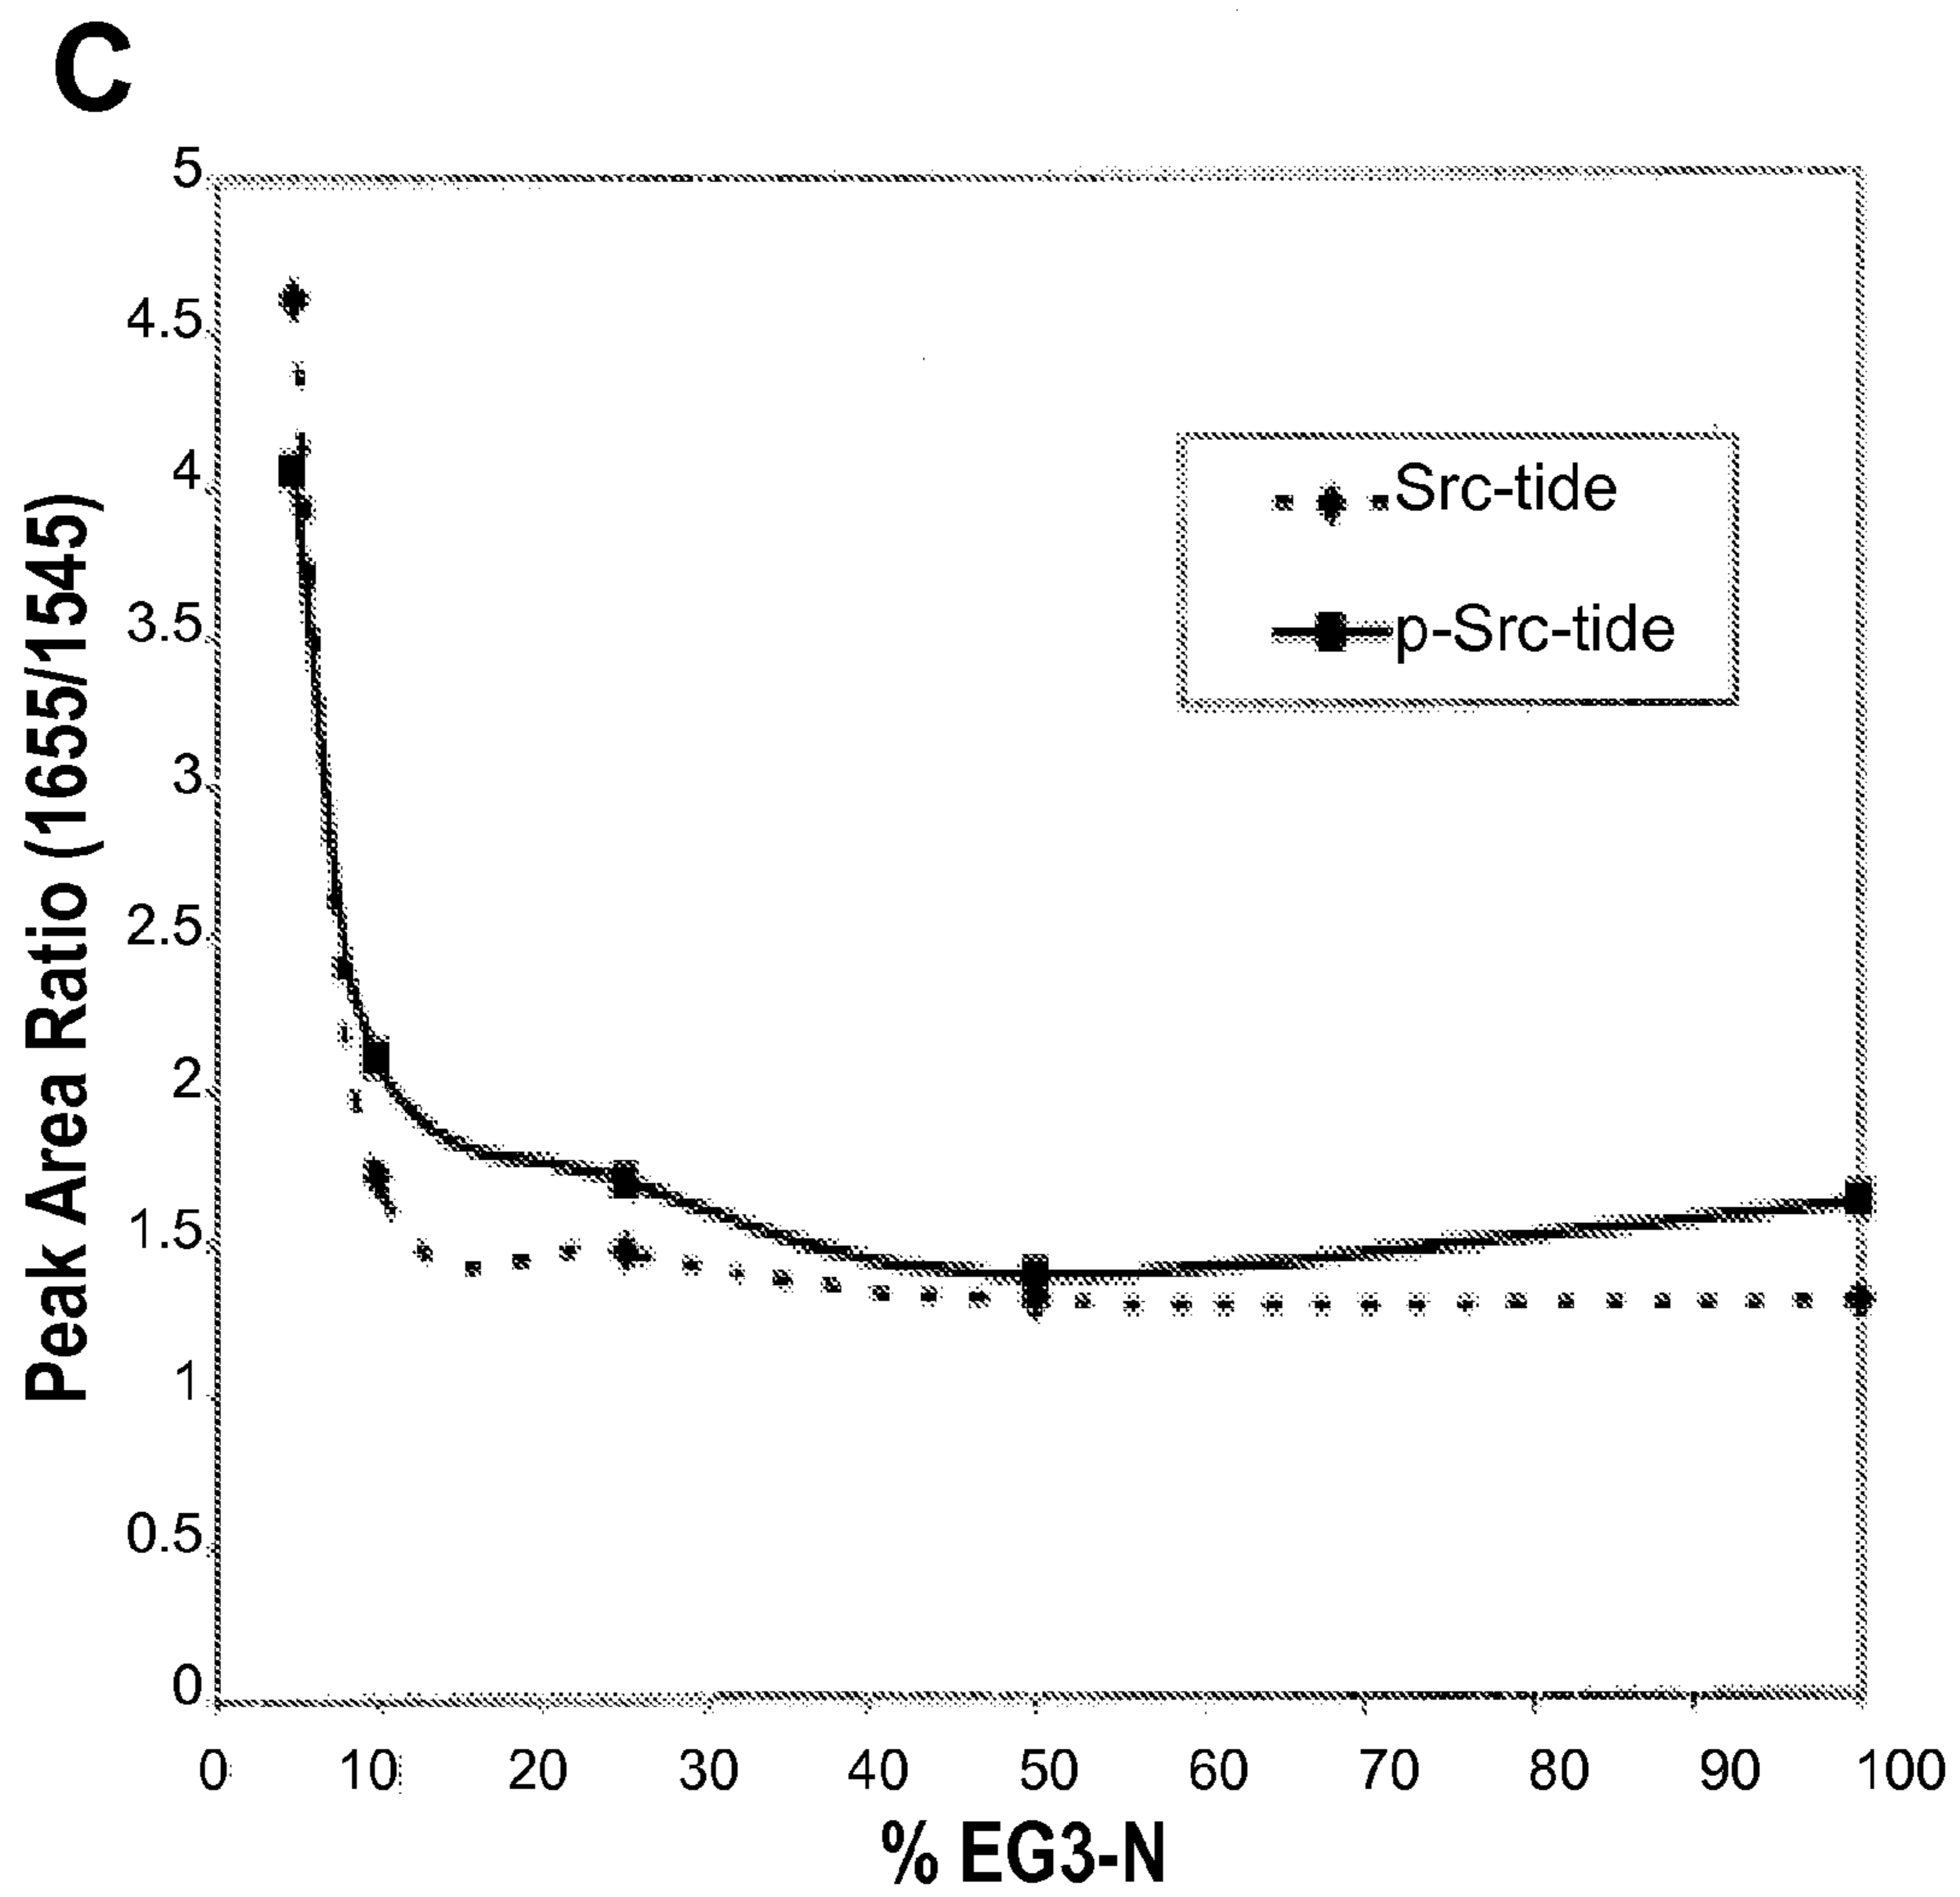 C
Peak Area Ratio (1655/1545)
5
4.5
4
3.5
3
2.5
2
1.5
1
0.5
0
Src-tide
p-Src-tide
0 10 20 30 40 50 60 70 80 90 100
% EG3-N